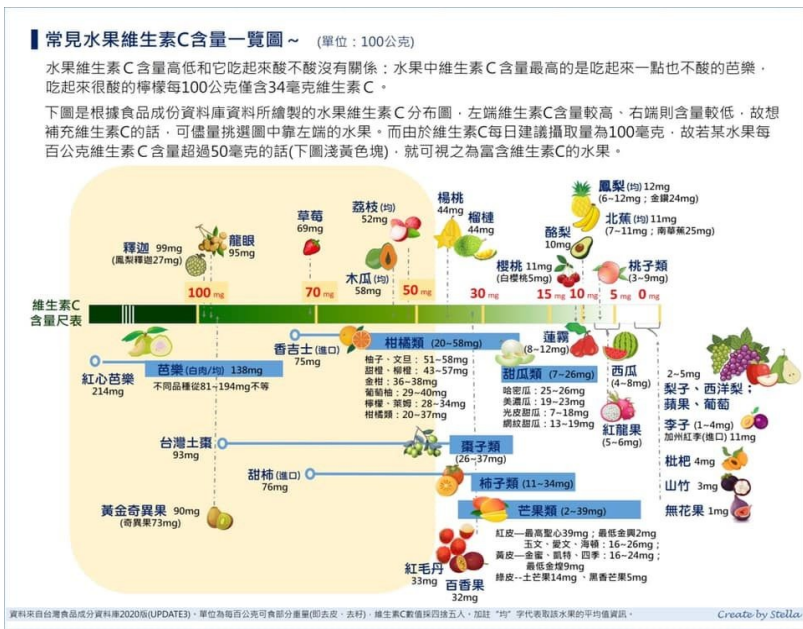 常見水果維生素C含量一覽圖～ (單位：100公克)
水果維生素C含量高低和它吃起來酸不酸沒有關係：水果中維生素C含量最高的是吃起來一點也不酸的芭樂，
吃起來很酸的檸檬每100公克僅含34毫克維生素C。
下圖是根據食品成份資料庫資料所繪製的水果維生素C分布圖，左端維生素C含量較高、右端則含量較低，故想
補充維生素C的話，可儘量挑選圖中靠左端的水果。而由於維生素C每日建議攝取量為100毫克，故若某水果每
百公克維生素C含量超過50毫克的話(下圖淺黃色塊)，就可視之為富含維生素C的水果。
釋迦 99mg
(鳳梨釋迦27mg)
龍眼
95mg
草莓
69mg
荔枝(均)
52mg
木瓜(均)
58mg
楊桃
44mg
榴槤
44mg
鳳梨(均)12mg
(6~12mg；金鑽24mg)
北蕉(均)11mg
(7~11mg；南華蕉25mg)
酪梨
10mg
櫻桃 11mg
(白櫻桃5mg)
桃子類
(3~9mg)
維生素C
含量尺表
100 mg
70 mg
50 mg
30 mg
15 mg
10 mg
5 mg
0 mg
紅心芭樂
214mg
芭樂(白肉/均) 138mg
不同品種從81~194mg不等
香吉士(進口)
75mg
柑橘類 (20~58mg)
柚子、文旦：51~58mg
甜橙、柳橙：43~57mg
金柑：36~38mg
葡萄柚：29~40mg
檸檬、萊姆：28~34mg
柑橘類：20~37mg
甜瓜類 (7~26mg)
哈密瓜：25~26mg
美濃瓜：19~23mg
光皮甜瓜：7~18mg
網紋甜瓜：13~19mg
蓮霧
(8~12mg)
西瓜
(4~8mg)
紅龍果
(5~6mg)
2~5mg
梨子、西洋梨；
蘋果、葡萄
李子(1~4mg)
加州紅李(進口)11mg
枇杷 4mg
山竹 3mg
無花果 1mg
台灣土棗
93mg
棗子類
(26~37mg)
甜柿(進口)
76mg
柿子類 (11~34mg)
黃金奇異果 90mg
(奇異果73mg)
芒果類 (2~39mg)
紅皮—最高聖心39mg；最低金興2mg
玉文、愛文、海頓：16~26mg；
黃皮—金蜜、凱特、四季：16~24mg；
最低金煌9mg
綠皮--土芒果14mg、黑香芒果5mg
紅毛丹
33mg
百香果
32mg
資料來自台灣食品成分資料庫2020版(UPDATE3)。單位為每百公克可食部分重量(即去皮、去籽)，維生素C數值採四捨五入。加註"均"字代表取該水果的平均值資訊。
Create by Stella